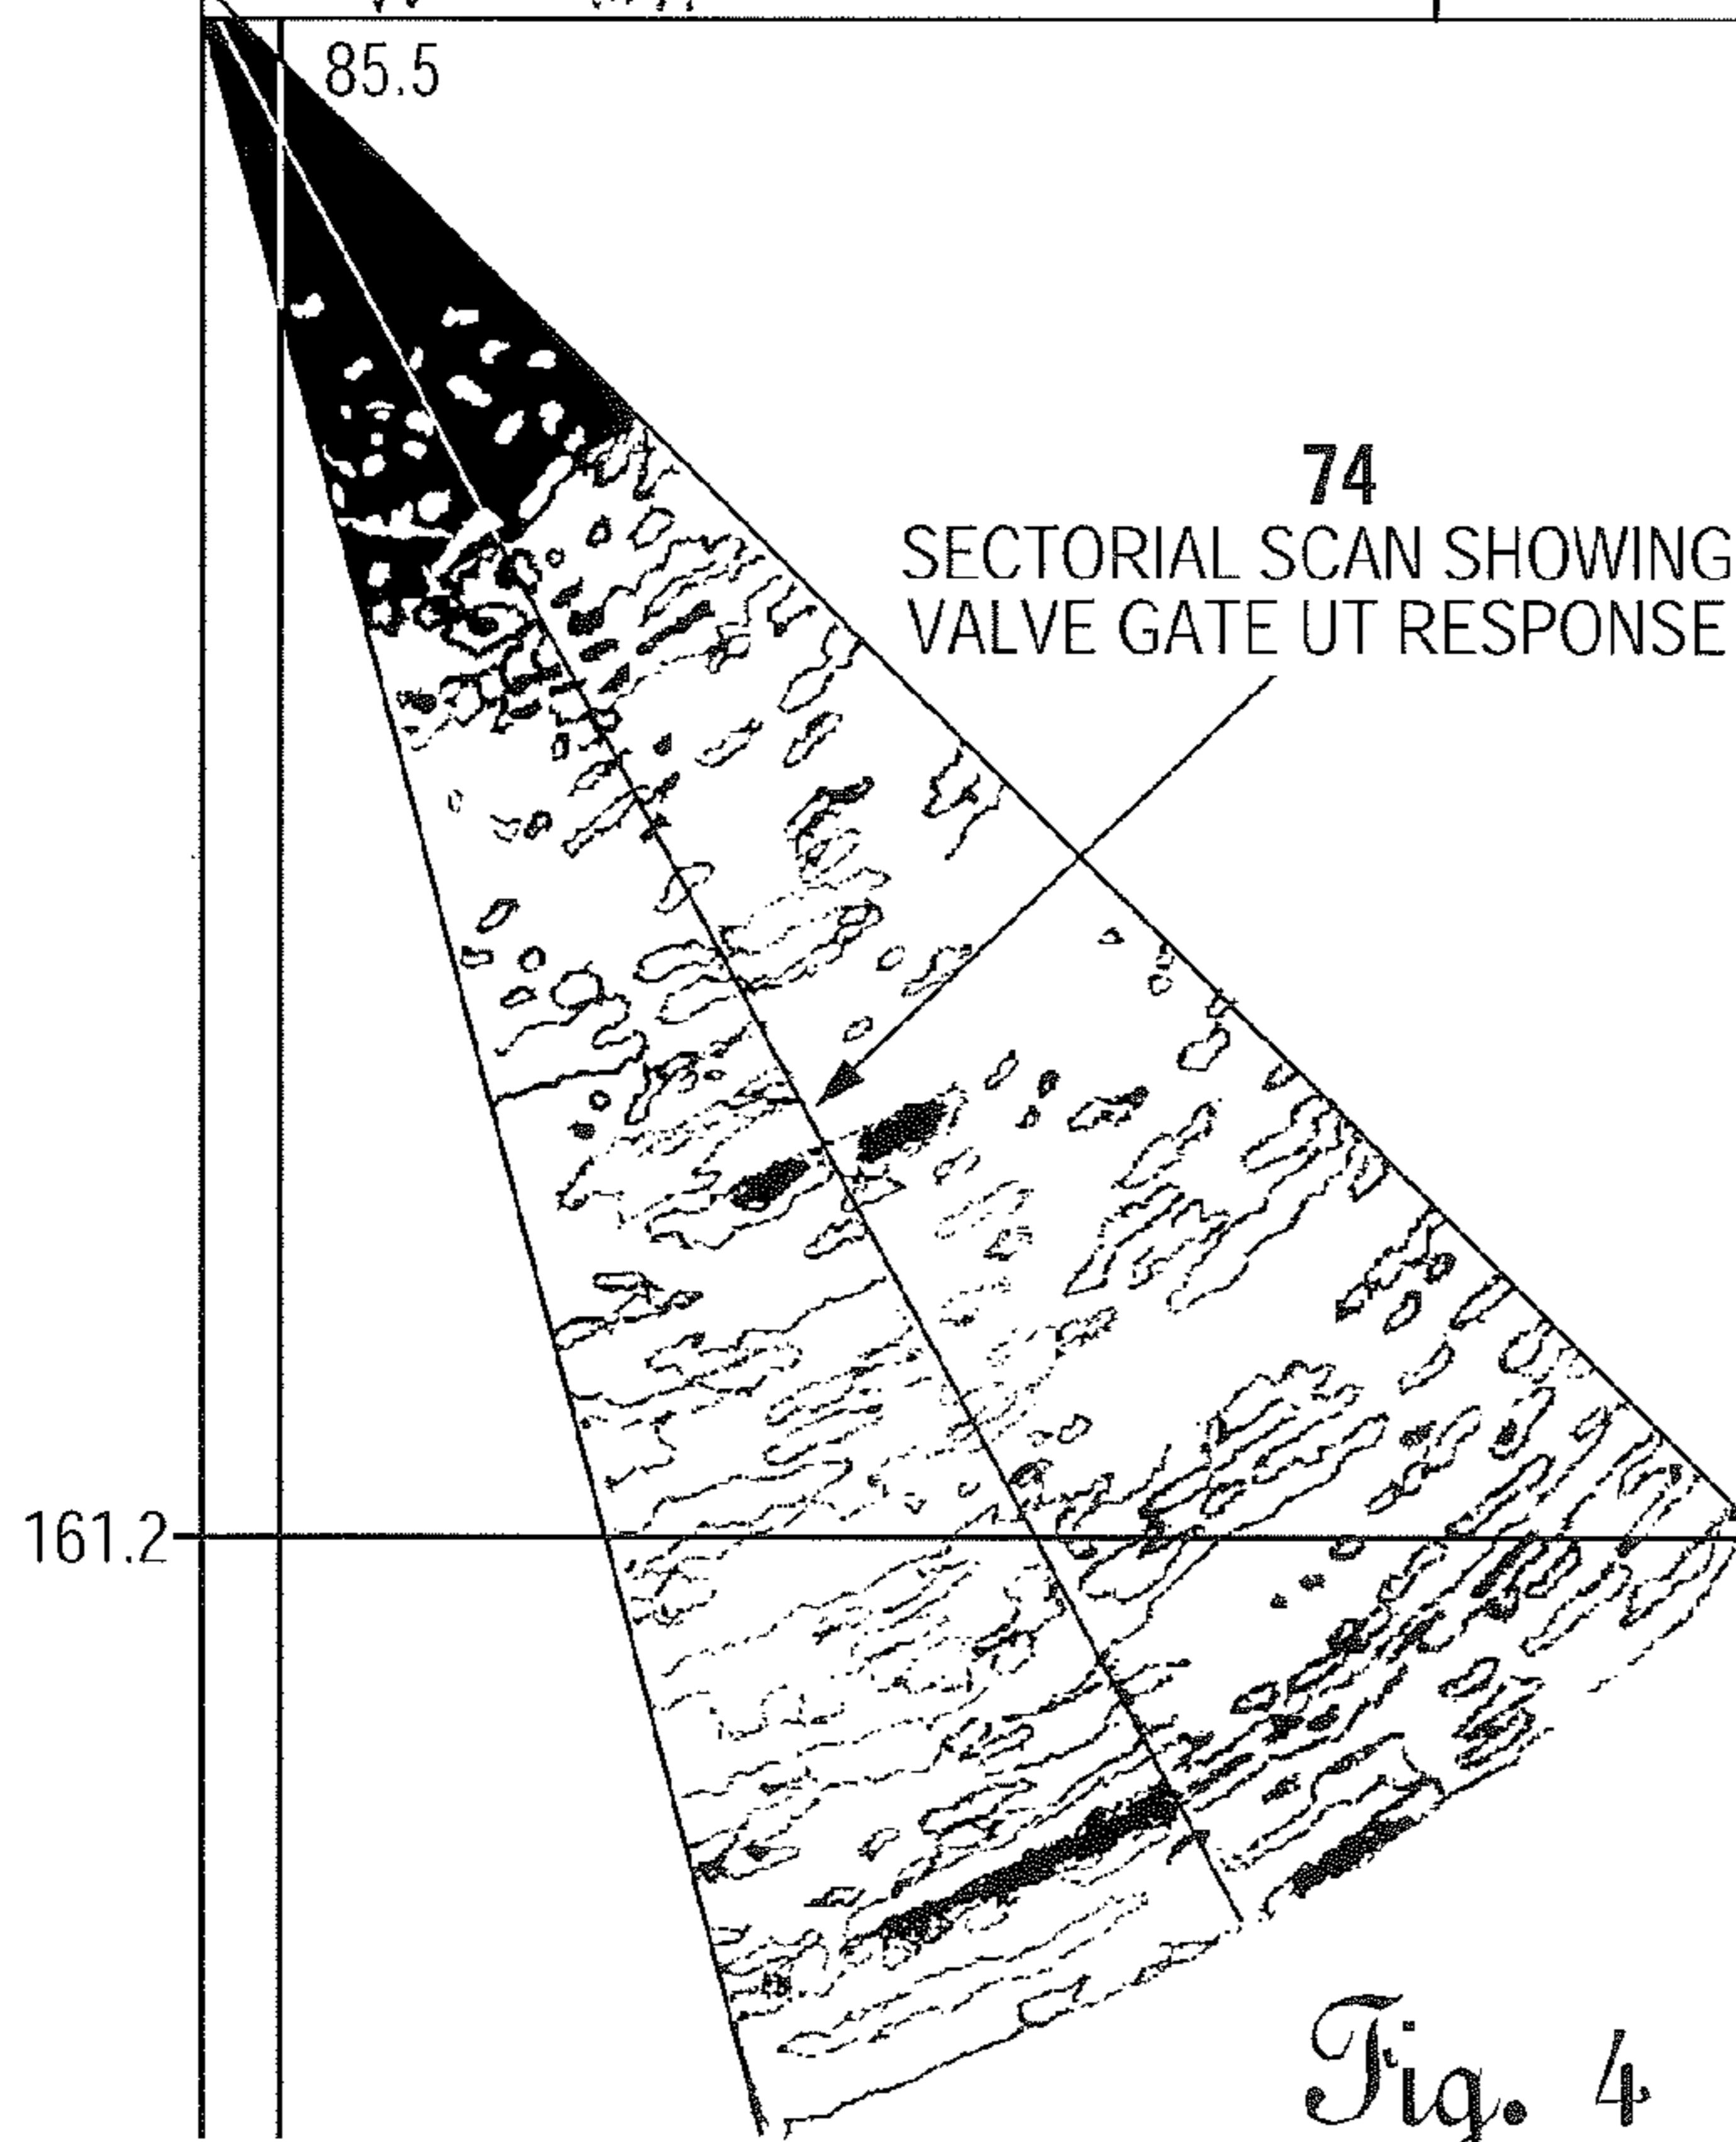 85.5
74
SECTORIAL SCAN SHOWING
VALVE GATE UT RESPONSE
161.2
Fig. 4